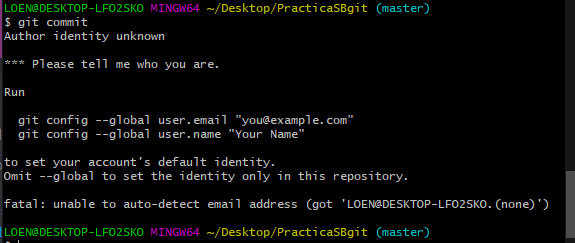 LOEN@DESKTOP-LFO2SKO MINGW64 ~/Desktop/PracticaSBgit (master)
$ git commit
Author identity unknown
*** Please tell me who you are.
Run
git config --global user.email "you@example.com"
git config --global user.name "Your Name"
to set your account's default identity.
Omit --global to set the identity only in this repository.
fatal: unable to auto-detect email address (got 'LOEN@DESKTOP-LFO2SKO.(none)')
LOEN@DESKTOP-LFO2SKO MINGW64 ~/Desktop/PracticaSBgit (master)